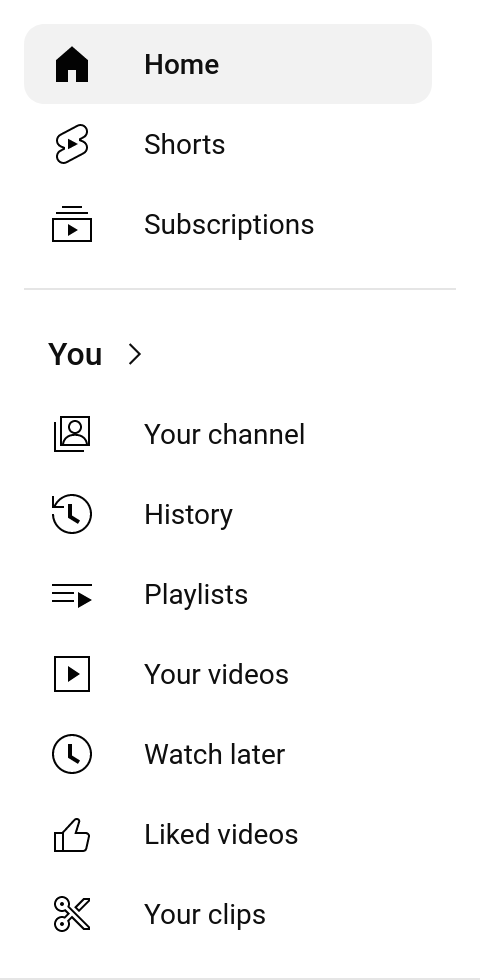 Home
Shorts
Subscriptions
You
Your channel
History
Playlists
Your videos
Watch later
Liked videos
Your clips